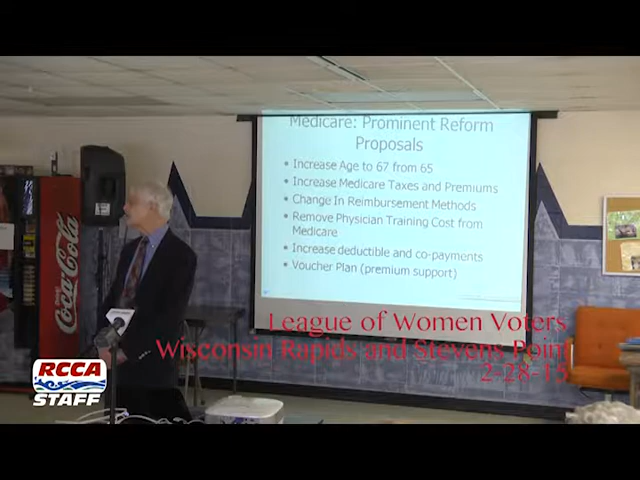 Medicare: Prominent Reform
Proposals
• Increase Age to 67 from 65
• Increase Medicare Taxes and Premiums
• Change In Reimbursement Methods
• Remove Physician Training Cost from
Medicare
• Increase deductible and co-payments
• Voucher Plan (premium support)
Coca-Cola
League of Women Voters
Wisconsin Rapids and Stevens Point
2-28-15
RCCA
STAFF